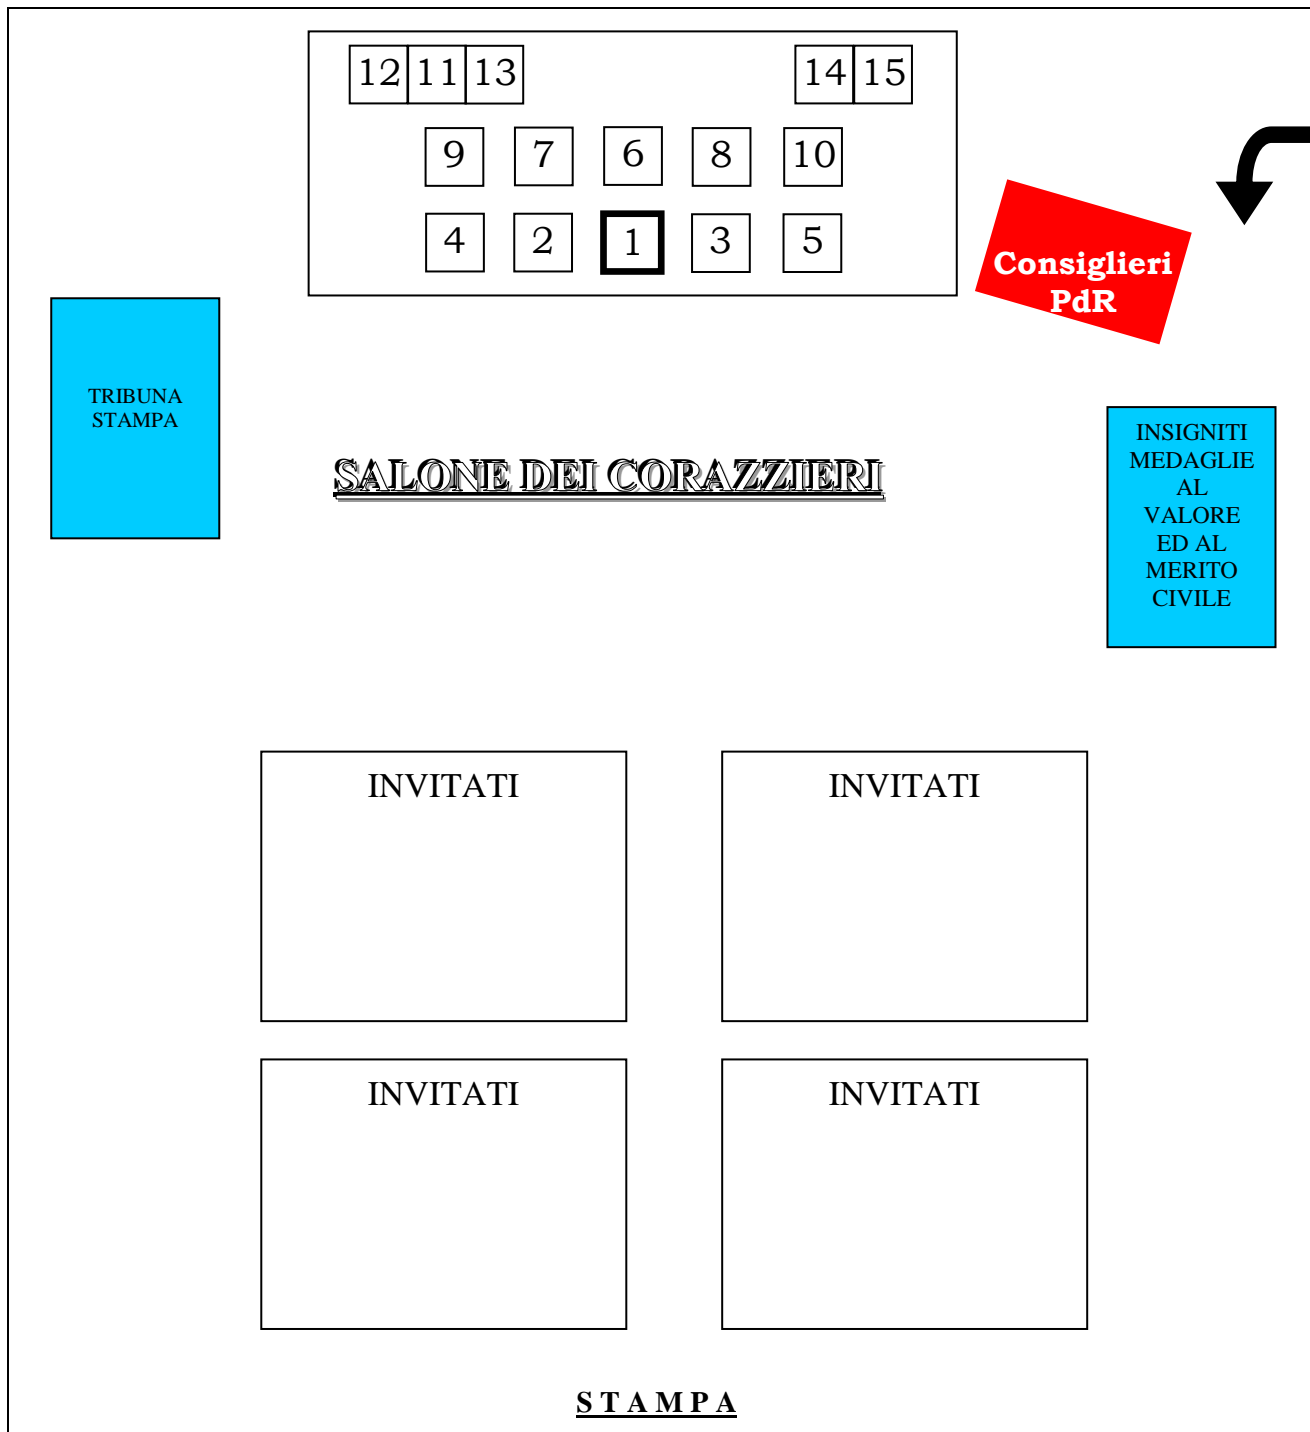 12 11 13 14 15
9 7 6 8 10
4 2 1 3 5
Consiglieri
PdR
TRIBUNA
STAMPA
INSIGNITI
MEDAGLIE
AL
VALORE
ED AL
MERITO
CIVILE
SALONE DEI CORAZZIERI
INVITATI INVITATI
INVITATI INVITATI
S T A M P A